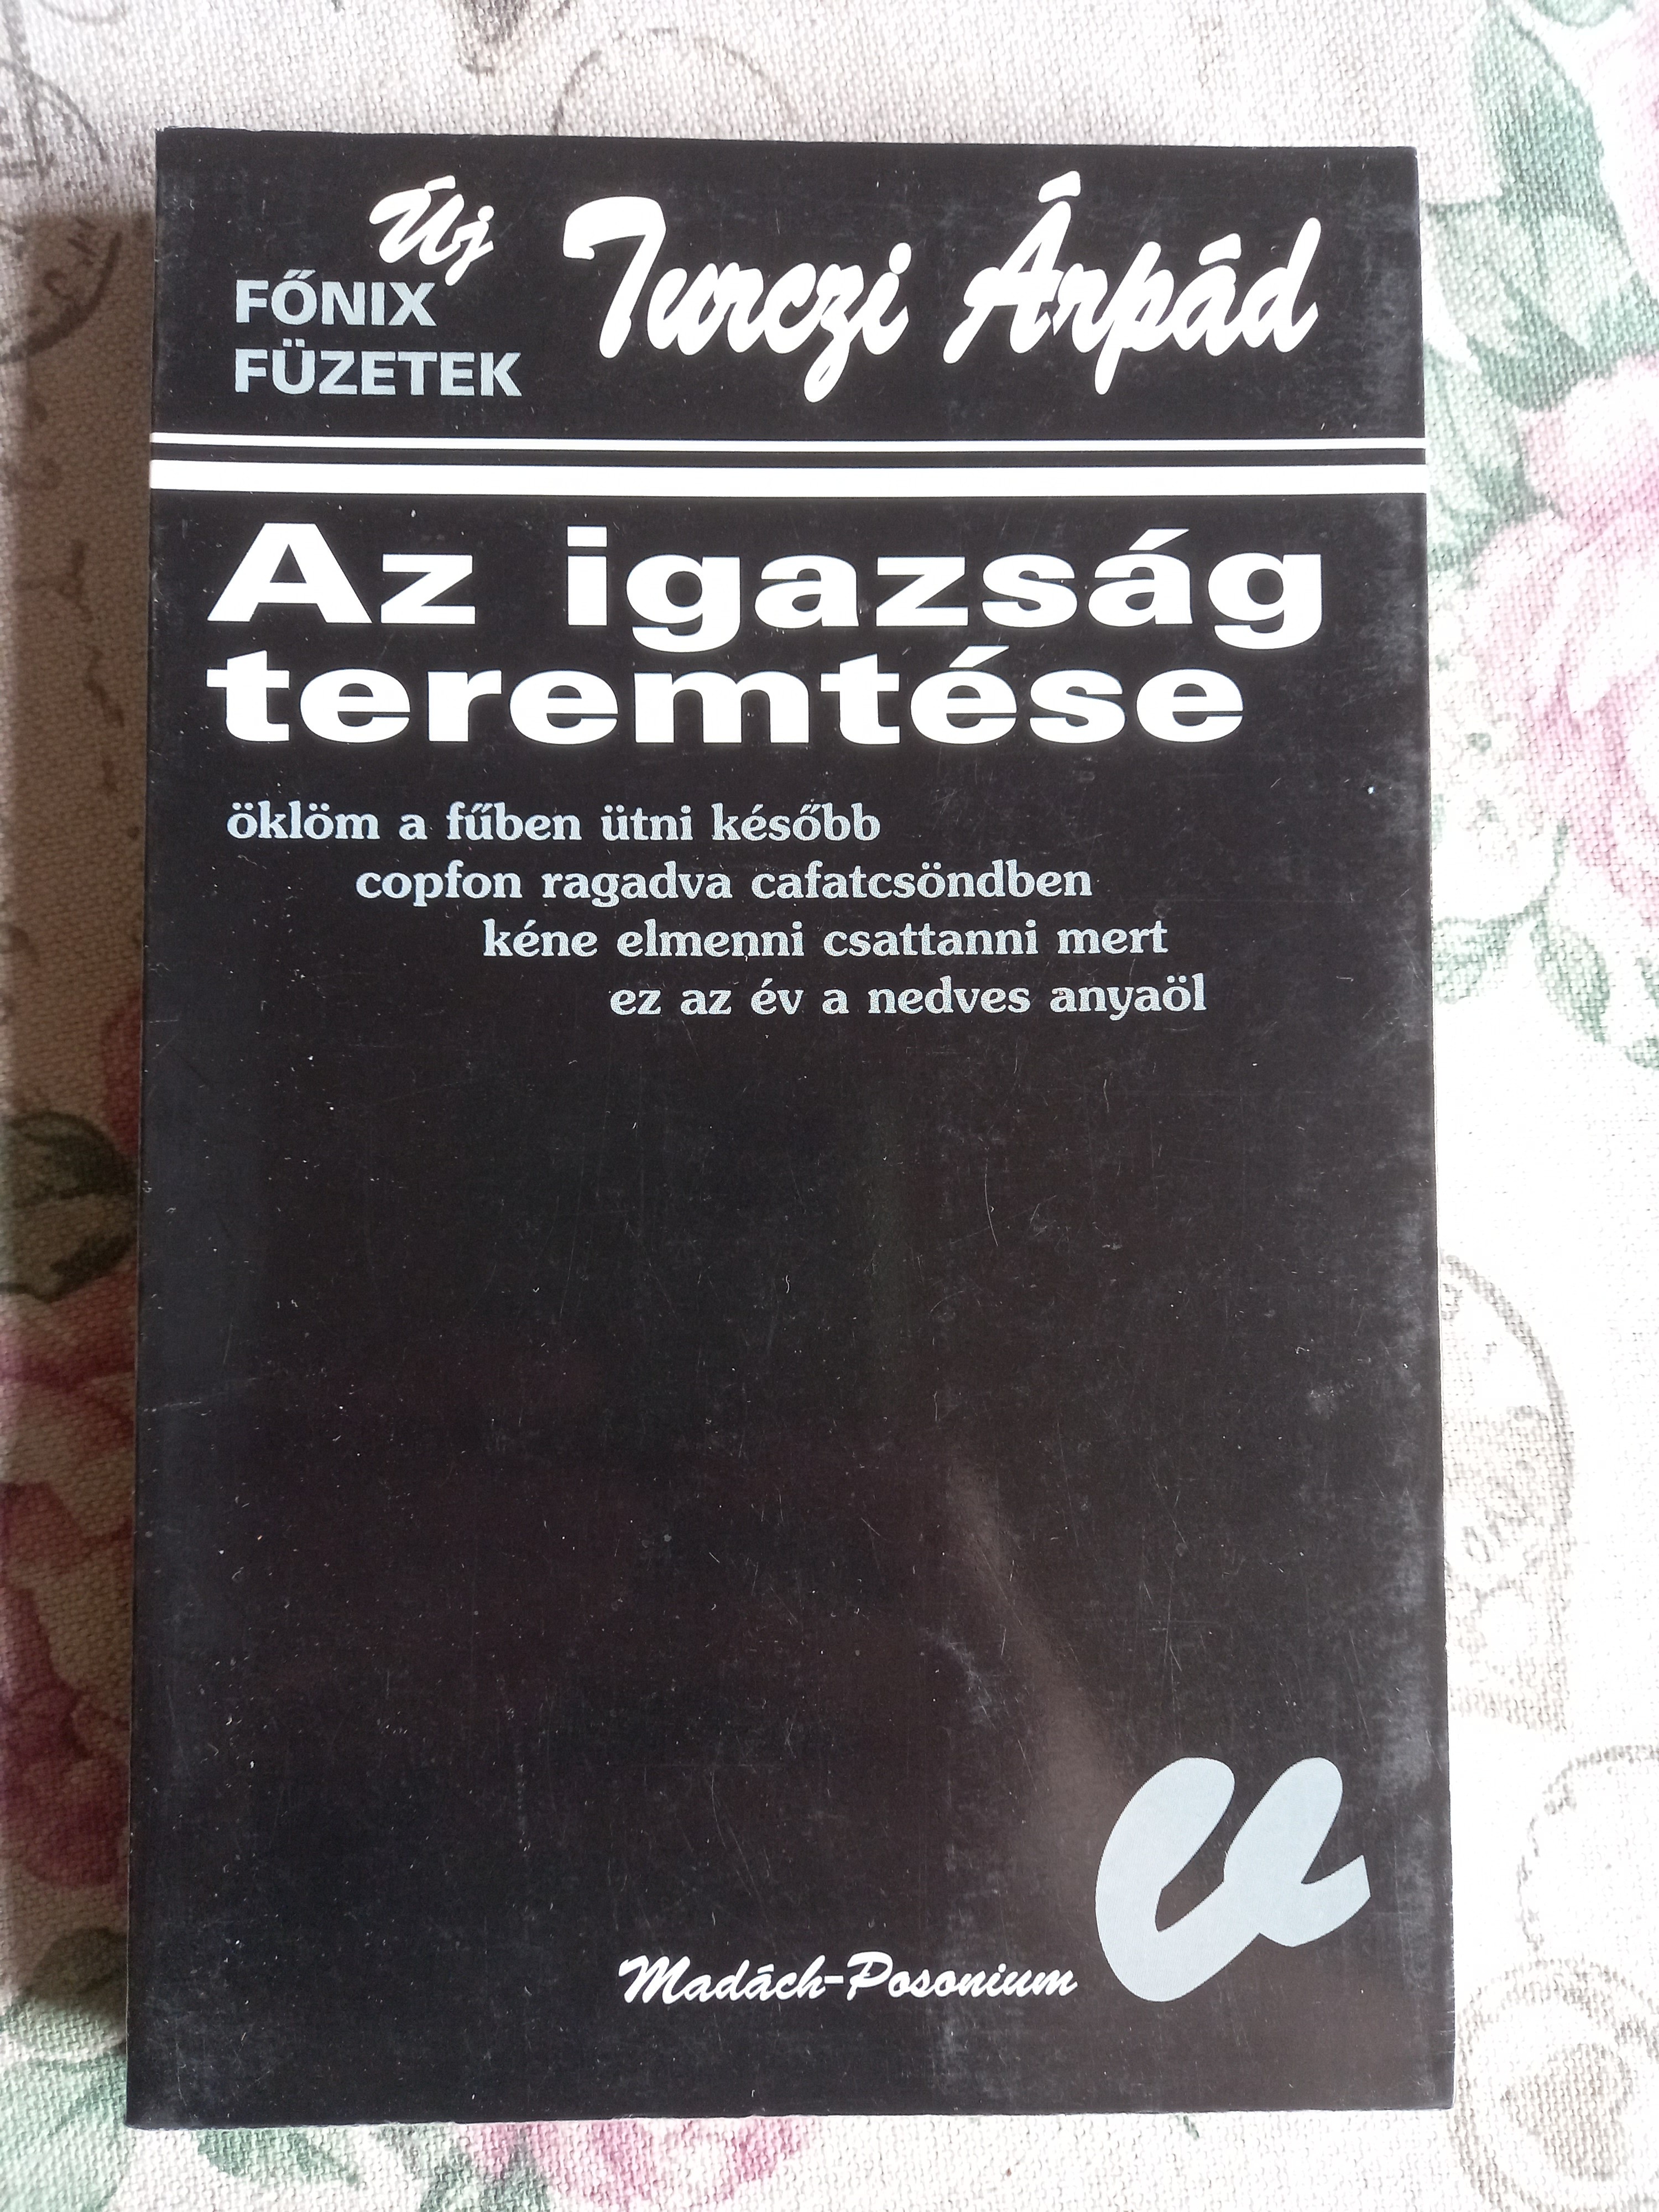 Új
FŐNIX
FÜZETEK
Turczi Árpád
Az igazság
teremtése
öklöm a fűben ütni később
copfon ragadva cafatcsöndben
kéne elmenni csattanni mert
ez az év a nedves anyaöl
u
Madách-Posonium